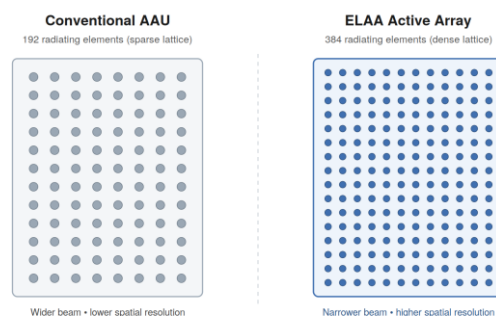 Conventional AAU
192 radiating elements (sparse lattice)
Wider beam • lower spatial resolution
ELAA Active Array
384 radiating elements (dense lattice)
Narrower beam • higher spatial resolution